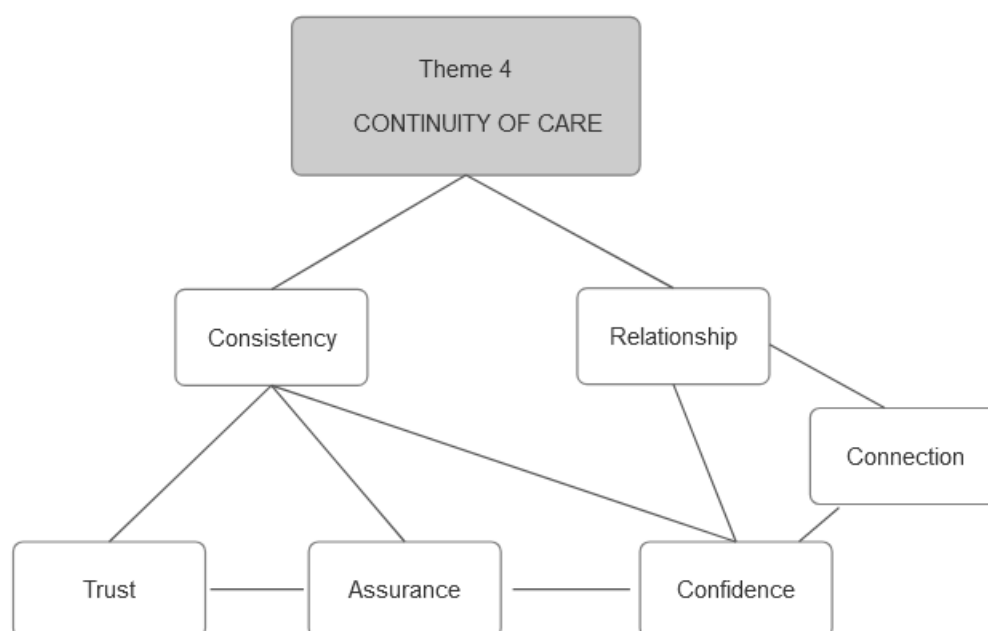 Theme 4
CONTINUITY OF CARE
Consistency
Relationship
Connection
Trust
Assurance
Confidence